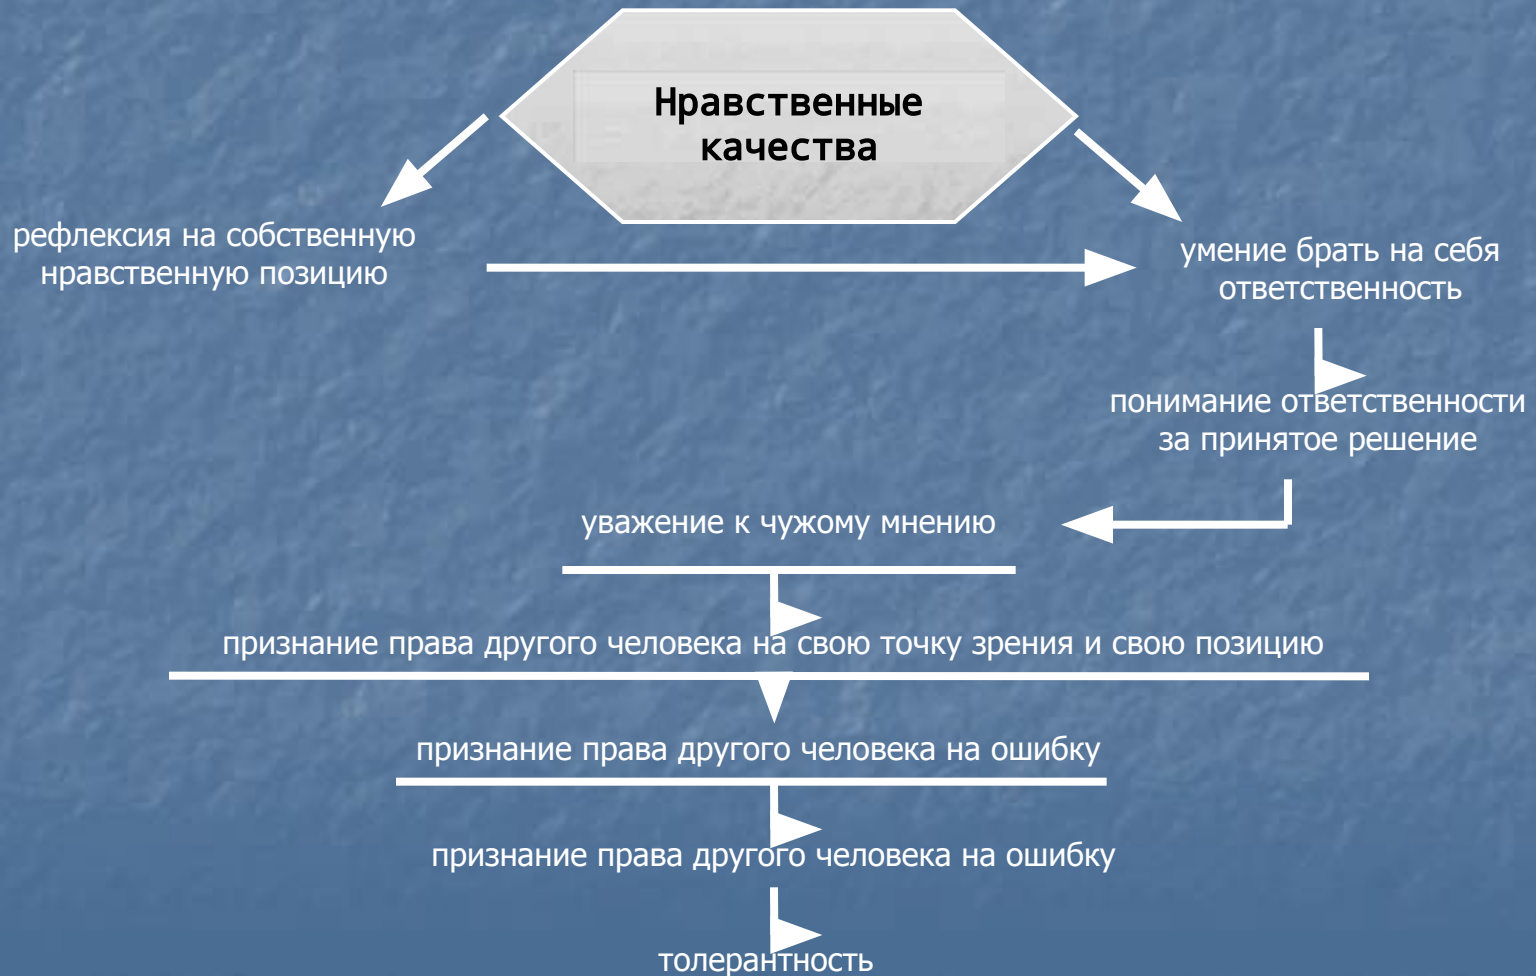 Нравственные
качества
рефлексия на собственную
нравственную позицию
умение брать на себя
ответственность
понимание ответственности
за принятое решение
уважение к чужому мнению
признание права другого человека на свою точку зрения и свою позицию
признание права другого человека на ошибку
признание права другого человека на ошибку
толерантность